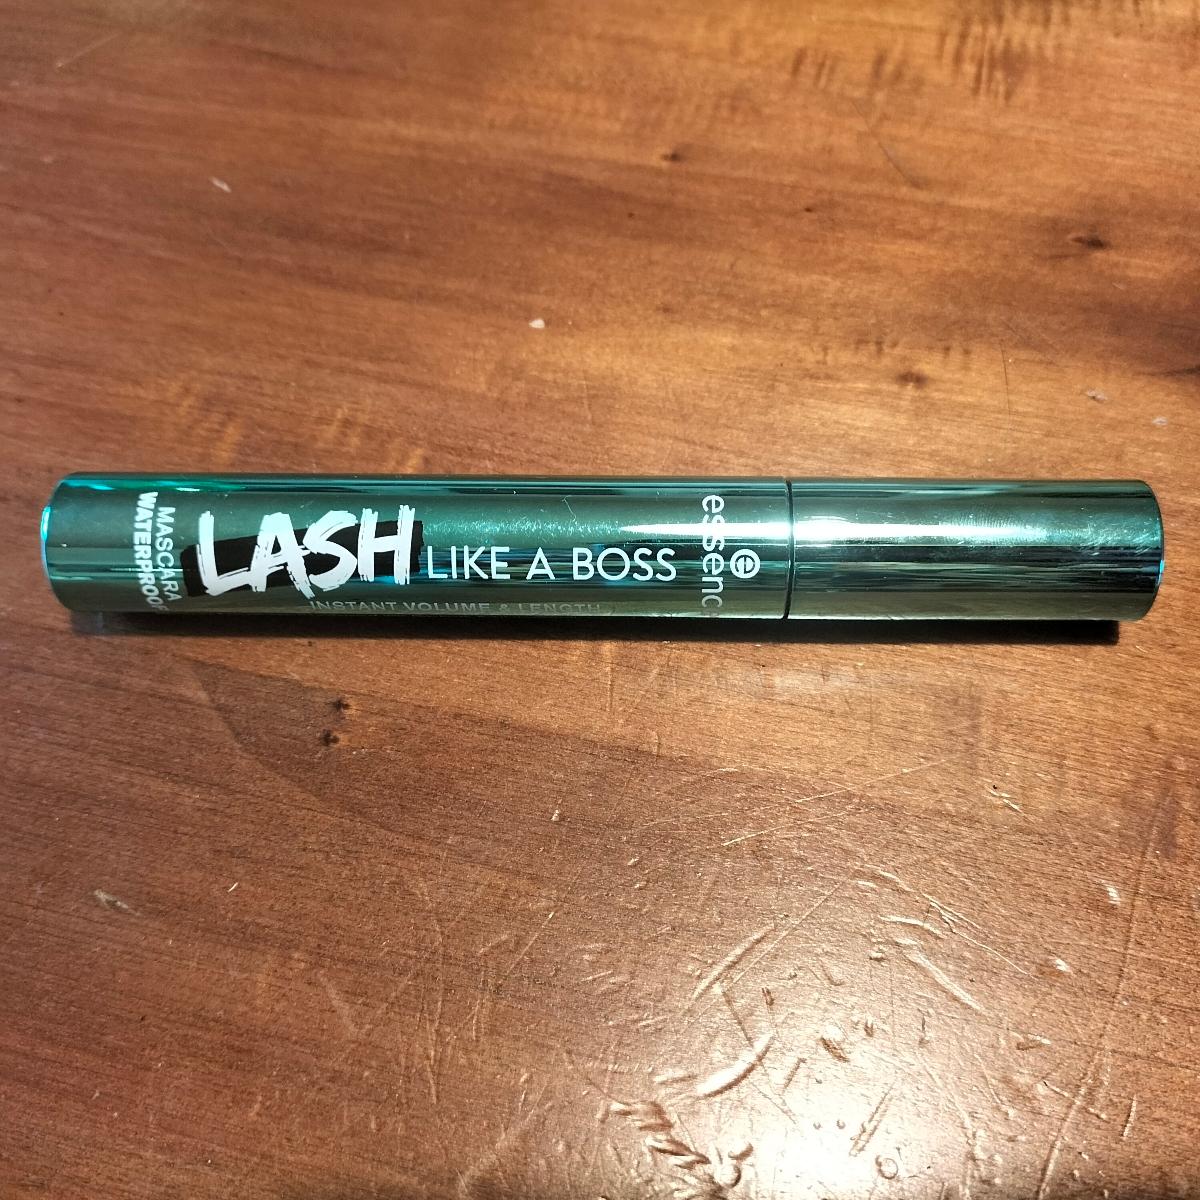 MASCARA
WATERPROOF
LASH LIKE A BOSS
INSTANT VOLUME & LENGTH
essence
e